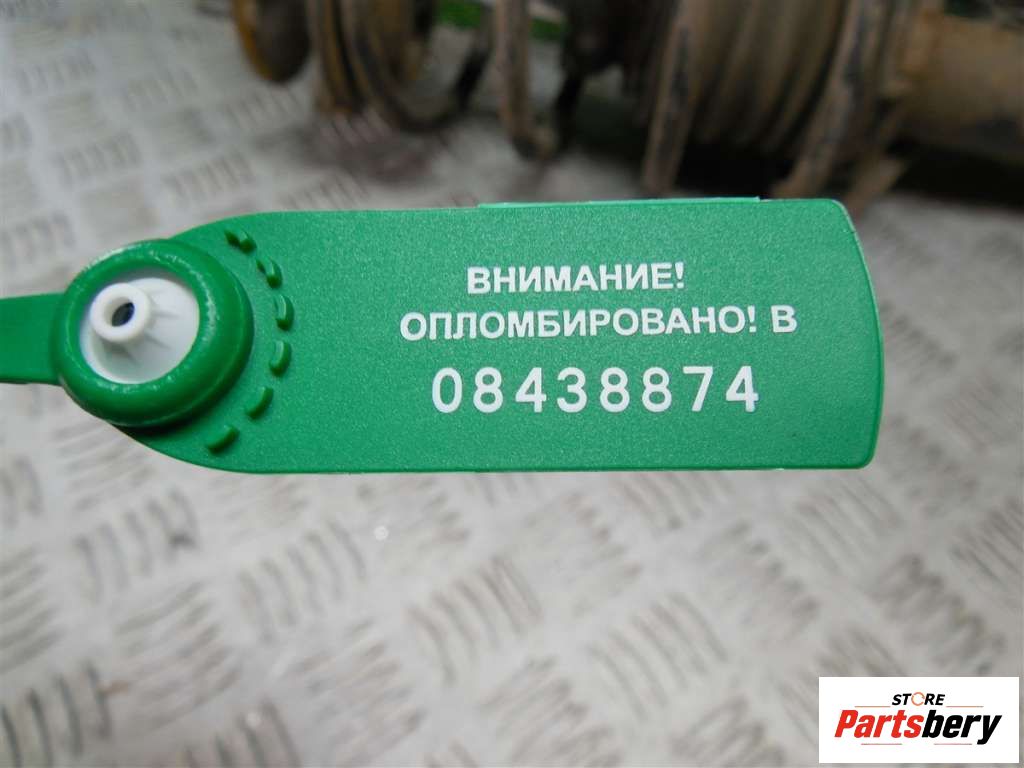 ВНИМАНИЕ!
ОПЛОМБИРОВАНО! В
08438874
STORE
Partsbery